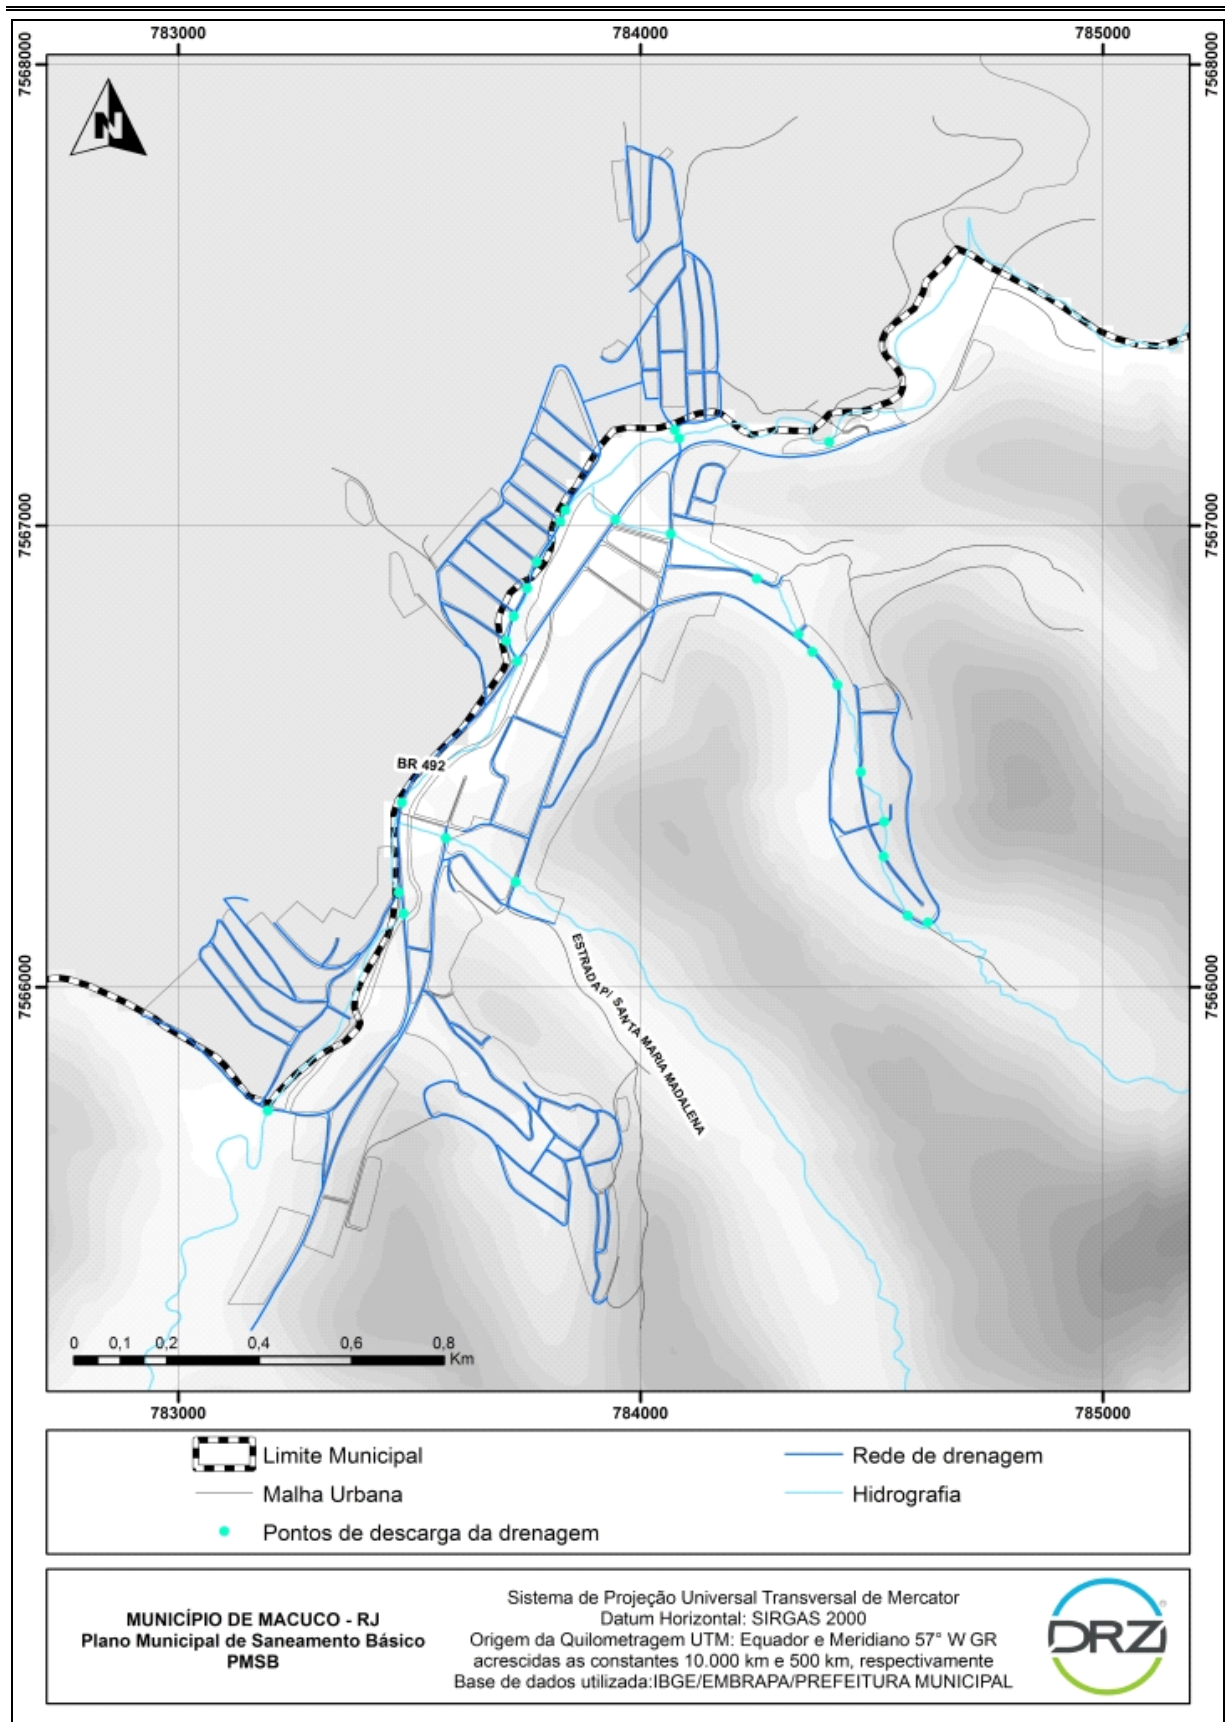 783000 784000 785000
7568000 7568000
N
7567000 7567000
BR 492
ESTRADA P/ SANTA MARIA MADALENA
7566000 7566000
0 0,1 0,2 0,4 0,6 0,8
Km
783000 784000 785000
Limite Municipal
Rede de drenagem
Malha Urbana
Hidrografia
Pontos de descarga da drenagem
MUNICÍPIO DE MACUCO - RJ
Plano Municipal de Saneamento Básico
PMSB
Sistema de Projeção Universal Transversal de Mercator
Datum Horizontal: SIRGAS 2000
Origem da Quilometragem UTM: Equador e Meridiano 57° W GR
acrescidas as constantes 10.000 km e 500 km, respectivamente
Base de dados utilizada:IBGE/EMBRAPA/PREFEITURA MUNICIPAL
DRZ®